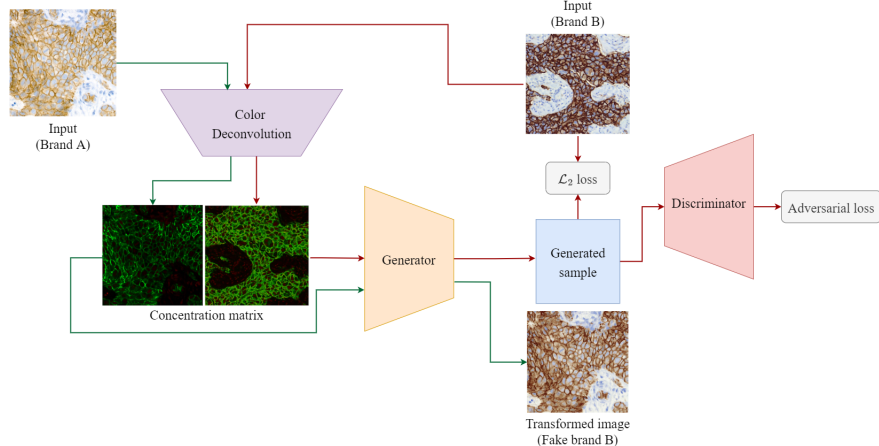 Input
(Brand B)
Input
(Brand A)
Color
Deconvolution
ℒ₂ loss
Discriminator
Adversarial loss
Generator
Generated
sample
Concentration matrix
Transformed image
(Fake brand B)